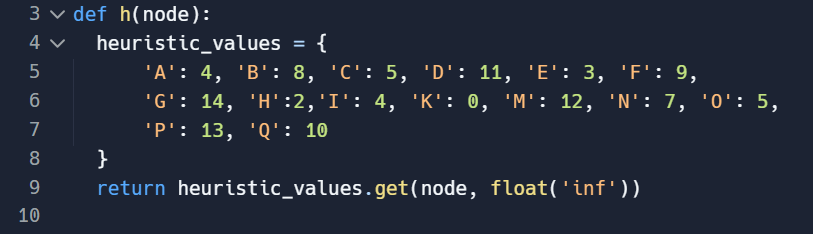 3 def h(node):
4 heuristic_values = {
5 'A': 4, 'B': 8, 'C': 5, 'D': 11, 'E': 3, 'F': 9,
6 'G': 14, 'H':2,'I': 4, 'K': 0, 'M': 12, 'N': 7, 'O': 5,
7 'P': 13, 'Q': 10
8 }
9 return heuristic_values.get(node, float('inf'))
10